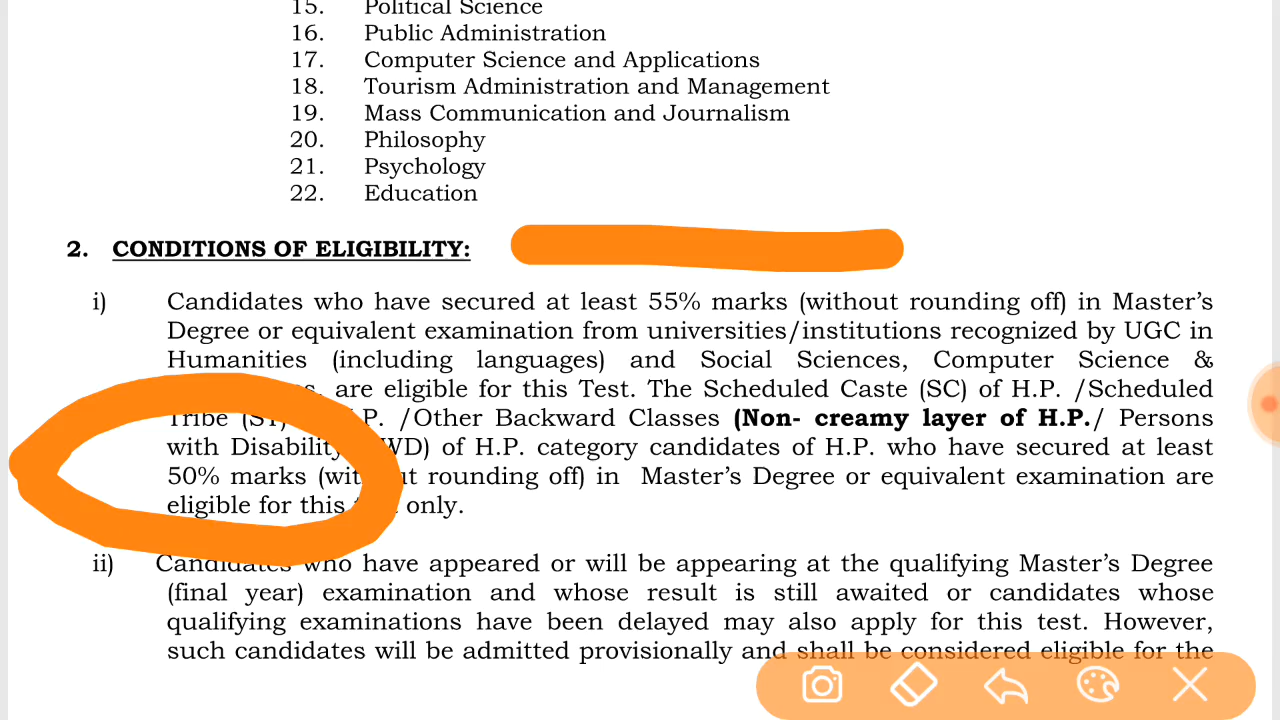 15. Political Science
16. Public Administration
17. Computer Science and Applications
18. Tourism Administration and Management
19. Mass Communication and Journalism
20. Philosophy
21. Psychology
22. Education
2. CONDITIONS OF ELIGIBILITY:
i) Candidates who have secured at least 55% marks (without rounding off) in Master's
Degree or equivalent examination from universities/institutions recognized by UGC in
Humanities (including languages) and Social Sciences, Computer Science &
are eligible for this Test. The Scheduled Caste (SC) of H.P. /Scheduled
Tribe (ST) H.P. /Other Backward Classes (Non- creamy layer of H.P./ Persons
with Disability (PWD) of H.P. category candidates of H.P. who have secured at least
50% marks (without rounding off) in Master's Degree or equivalent examination are
eligible for this only.
ii) Candidates who have appeared or will be appearing at the qualifying Master's Degree
(final year) examination and whose result is still awaited or candidates whose
qualifying examinations have been delayed may also apply for this test. However,
such candidates will be admitted provisionally and shall be considered eligible for the